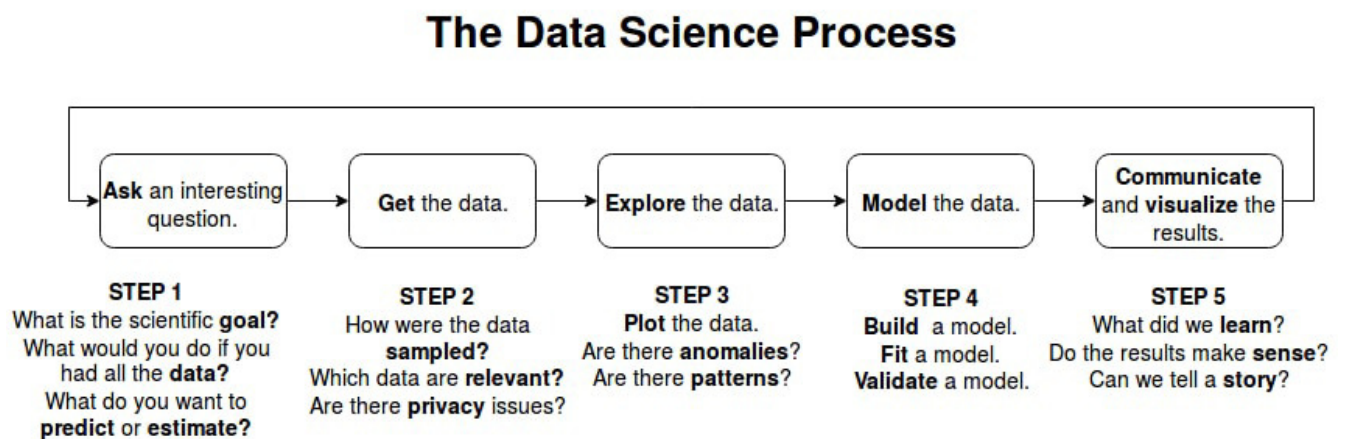 The Data Science Process
Ask an interesting
question.
Get the data.
Explore the data.
Model the data.
Communicate
and visualize the
results.
STEP 1
What is the scientific goal?
What would you do if you
had all the data?
What do you want to
predict or estimate?
STEP 2
How were the data
sampled?
Which data are relevant?
Are there privacy issues?
STEP 3
Plot the data.
Are there anomalies?
Are there patterns?
STEP 4
Build a model.
Fit a model.
Validate a model.
STEP 5
What did we learn?
Do the results make sense?
Can we tell a story?